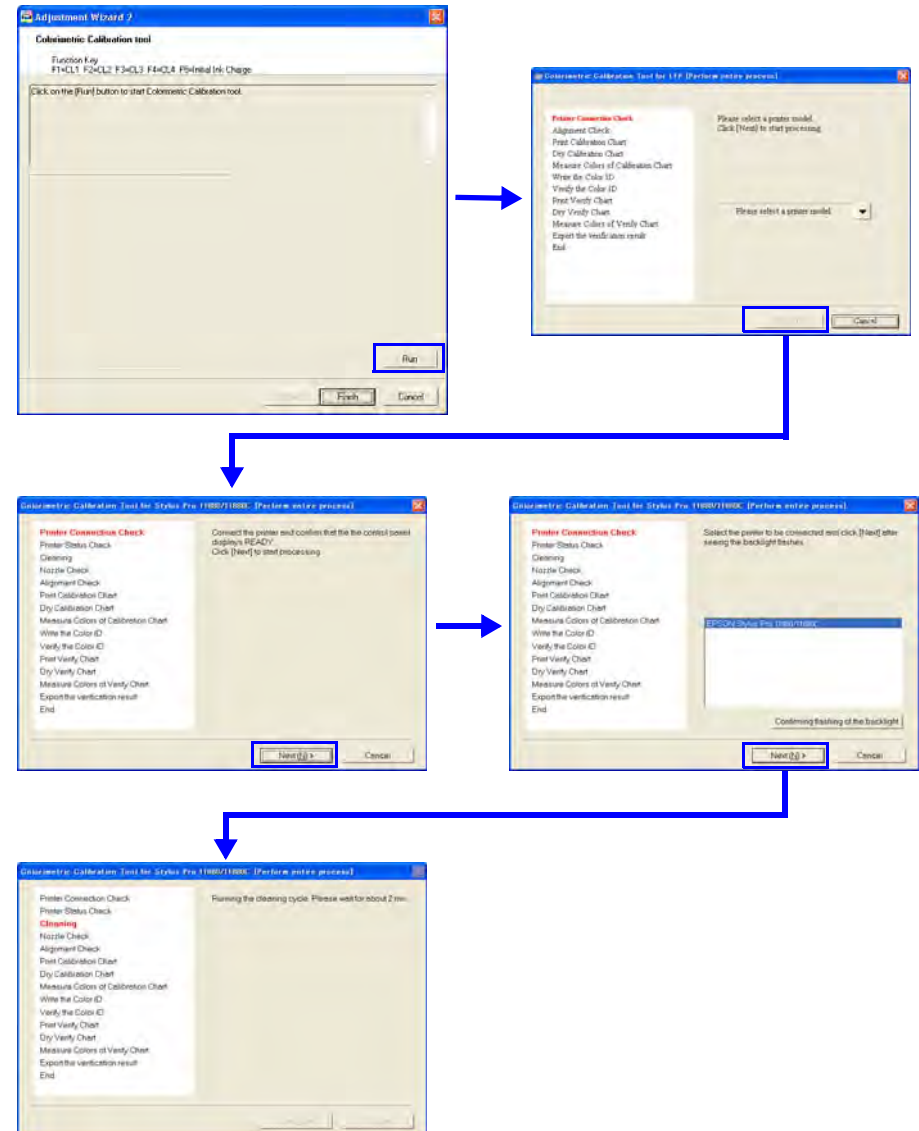 Adjustment Wizard 2
Colorimetric Calibration tool
Function Key
F1=CL1 F2=CL2 F3=CL3 F4=CL4 F5=Initial Ink Charge
Click on the [Run] button to start Colormetric Calibration tool.
Run
Finish Cancel
Colorimetric Calibration Tool for LFP [Perform entire process]
Printer Connection Check
Alignment Check
Print Calibration Chart
Dry Calibration Chart
Measure Colors of Calibration Chart
Write the Color ID
Verify the Color ID
Print Verify Chart
Dry Verify Chart
Measure Colors of Verify Chart
Export the verification result
End
Please select a printer model.
Click [Next] to start processing.
Please select a printer model
Cancel
Colorimetric Calibration Tool for Stylus Pro 11880/11880C [Perform entire process]
Printer Connection Check
Printer Status Check
Cleaning
Nozzle Check
Alignment Check
Print Calibration Chart
Dry Calibration Chart
Measure Colors of Calibration Chart
Write the Color ID
Verify the Color ID
Print Verify Chart
Dry Verify Chart
Measure Colors of Verify Chart
Export the verification result
End
Connect the printer and confirm that the the control panel
displays READY.
Click [Next] to start processing.
Next(N) > Cancel
Colorimetric Calibration Tool for Stylus Pro 11880/11880C [Perform entire process]
Printer Connection Check
Printer Status Check
Cleaning
Nozzle Check
Alignment Check
Print Calibration Chart
Dry Calibration Chart
Measure Colors of Calibration Chart
Write the Color ID
Verify the Color ID
Print Verify Chart
Dry Verify Chart
Measure Colors of Verify Chart
Export the verification result
End
Select the printer to be connected and click [Next] after
seeing the backlight flashes.
EPSON Stylus Pro 11880/11880C
Confirming flashing of the backlight
Next(N) > Cancel
Colorimetric Calibration Tool for Stylus Pro 11880/11880C [Perform entire process]
Printer Connection Check
Printer Status Check
Cleaning
Nozzle Check
Alignment Check
Print Calibration Chart
Dry Calibration Chart
Measure Colors of Calibration Chart
Write the Color ID
Verify the Color ID
Print Verify Chart
Dry Verify Chart
Measure Colors of Verify Chart
Export the verification result
End
Running the cleaning cycle. Please wait for about 2 min.